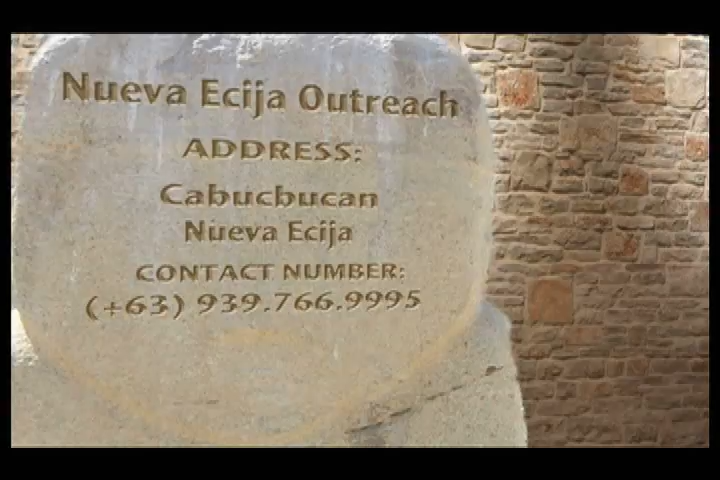 Nueva Ecija Outreach
ADDRESS:
Cabucbucan
Nueva Ecija
CONTACT NUMBER:
(+63) 939.766.9995